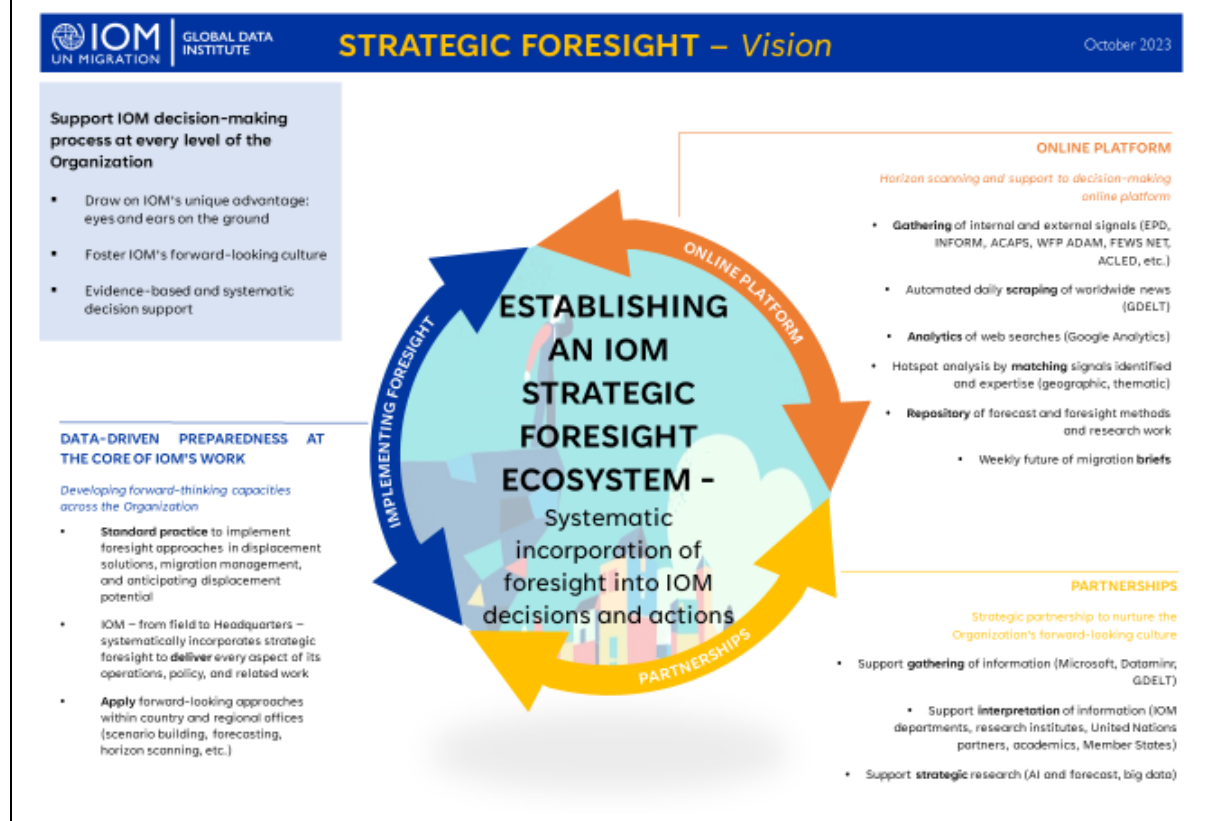 IOM
UN MIGRATION
GLOBAL DATA
INSTITUTE
STRATEGIC FORESIGHT – Vision
October 2023
Support IOM decision-making
process at every level of the
Organization
▪ Draw on IOM's unique advantage:
eyes and ears on the ground
▪ Foster IOM's forward-looking culture
▪ Evidence-based and systematic
decision support
DATA-DRIVEN PREPAREDNESS AT
THE CORE OF IOM'S WORK
Developing forward-thinking capacities
across the Organization
• Standard practice to implement
foresight approaches in displacement
solutions, migration management,
and anticipating displacement
potential
• IOM – from field to Headquarters –
systematically incorporates strategic
foresight to deliver every aspect of its
operations, policy, and related work
• Apply forward-looking approaches
within country and regional offices
(scenario building, forecasting,
horizon scanning, etc.)
IMPLEMENTING FORESIGHT
ONLINE PLATFORM
PARTNERSHIPS
ESTABLISHING
AN IOM
STRATEGIC
FORESIGHT
ECOSYSTEM –
Systematic
incorporation of
foresight into IOM
decisions and actions
ONLINE PLATFORM
Horizon scanning and support to decision-making
online platform
• Gathering of internal and external signals (EPD,
INFORM, ACAPS, WFP ADAM, FEWS NET,
ACLED, etc.)
• Automated daily scraping of worldwide news
(GDELT)
• Analytics of web searches (Google Analytics)
• Hotspot analysis by matching signals identified
and expertise (geographic, thematic)
• Repository of forecast and foresight methods
and research work
• Weekly future of migration briefs
PARTNERSHIPS
Strategic partnership to nurture the
Organization's forward-looking culture
• Support gathering of information (Microsoft, Dataminr,
GDELT)
• Support interpretation of information (IOM
departments, research institutes, United Nations
partners, academics, Member States)
• Support strategic research (AI and forecast, big data)